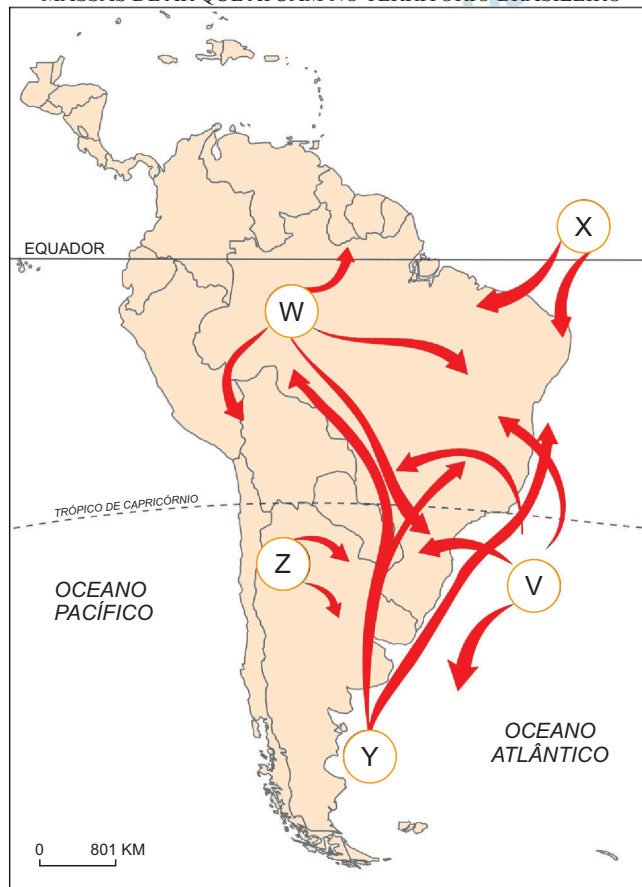 X
EQUADOR
W
TRÓPICO DE CAPRICÓRNIO
Z
V
OCEANO
PACÍFICO
OCEANO
ATLÂNTICO
Y
0 801 KM